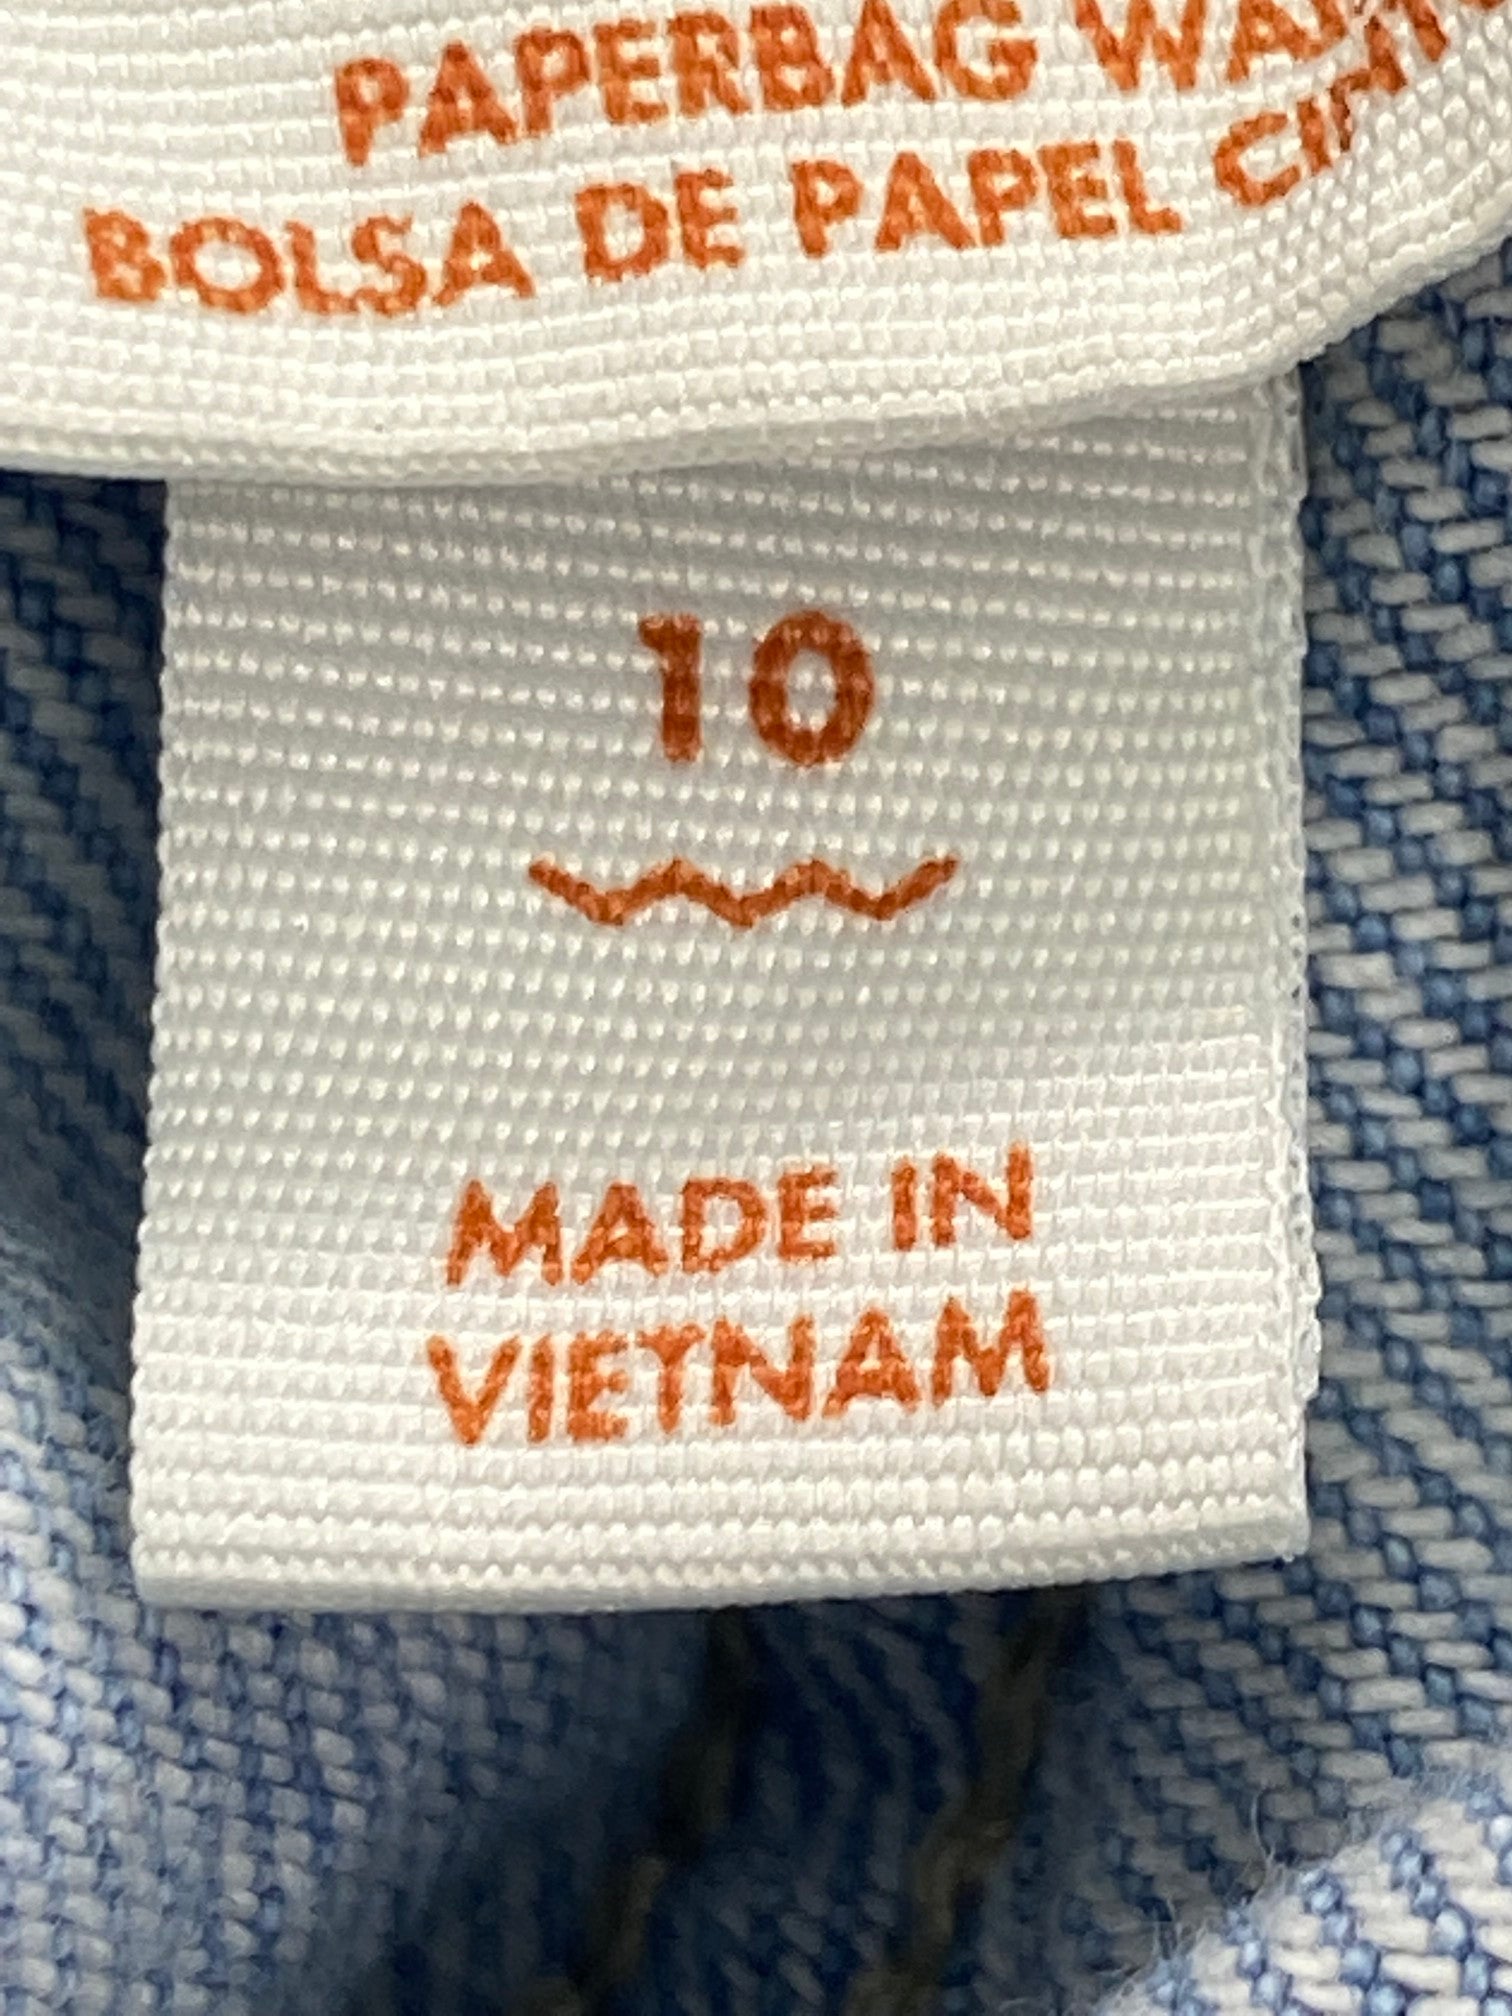 PAPERBAG
BOLSA DE PAPEL
10
MADE IN
VIETNAM